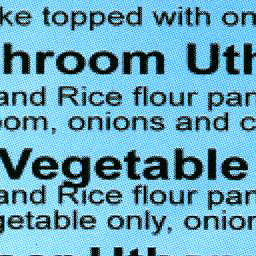 ke topped with on
hroom Uth
and Rice flour pan
oom, onions and c
Vegetable
and Rice flour pan
getable only, onion